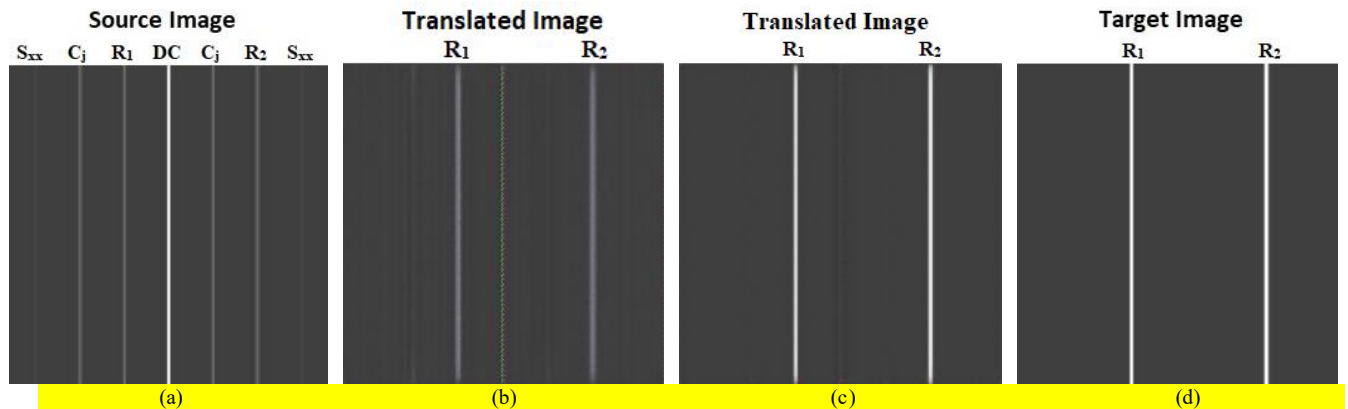 Source Image
Sxx Cj R1 DC Cj R2 Sxx
(a)
Translated Image
R1 R2
(b)
Translated Image
R1 R2
(c)
Target Image
R1 R2
(d)